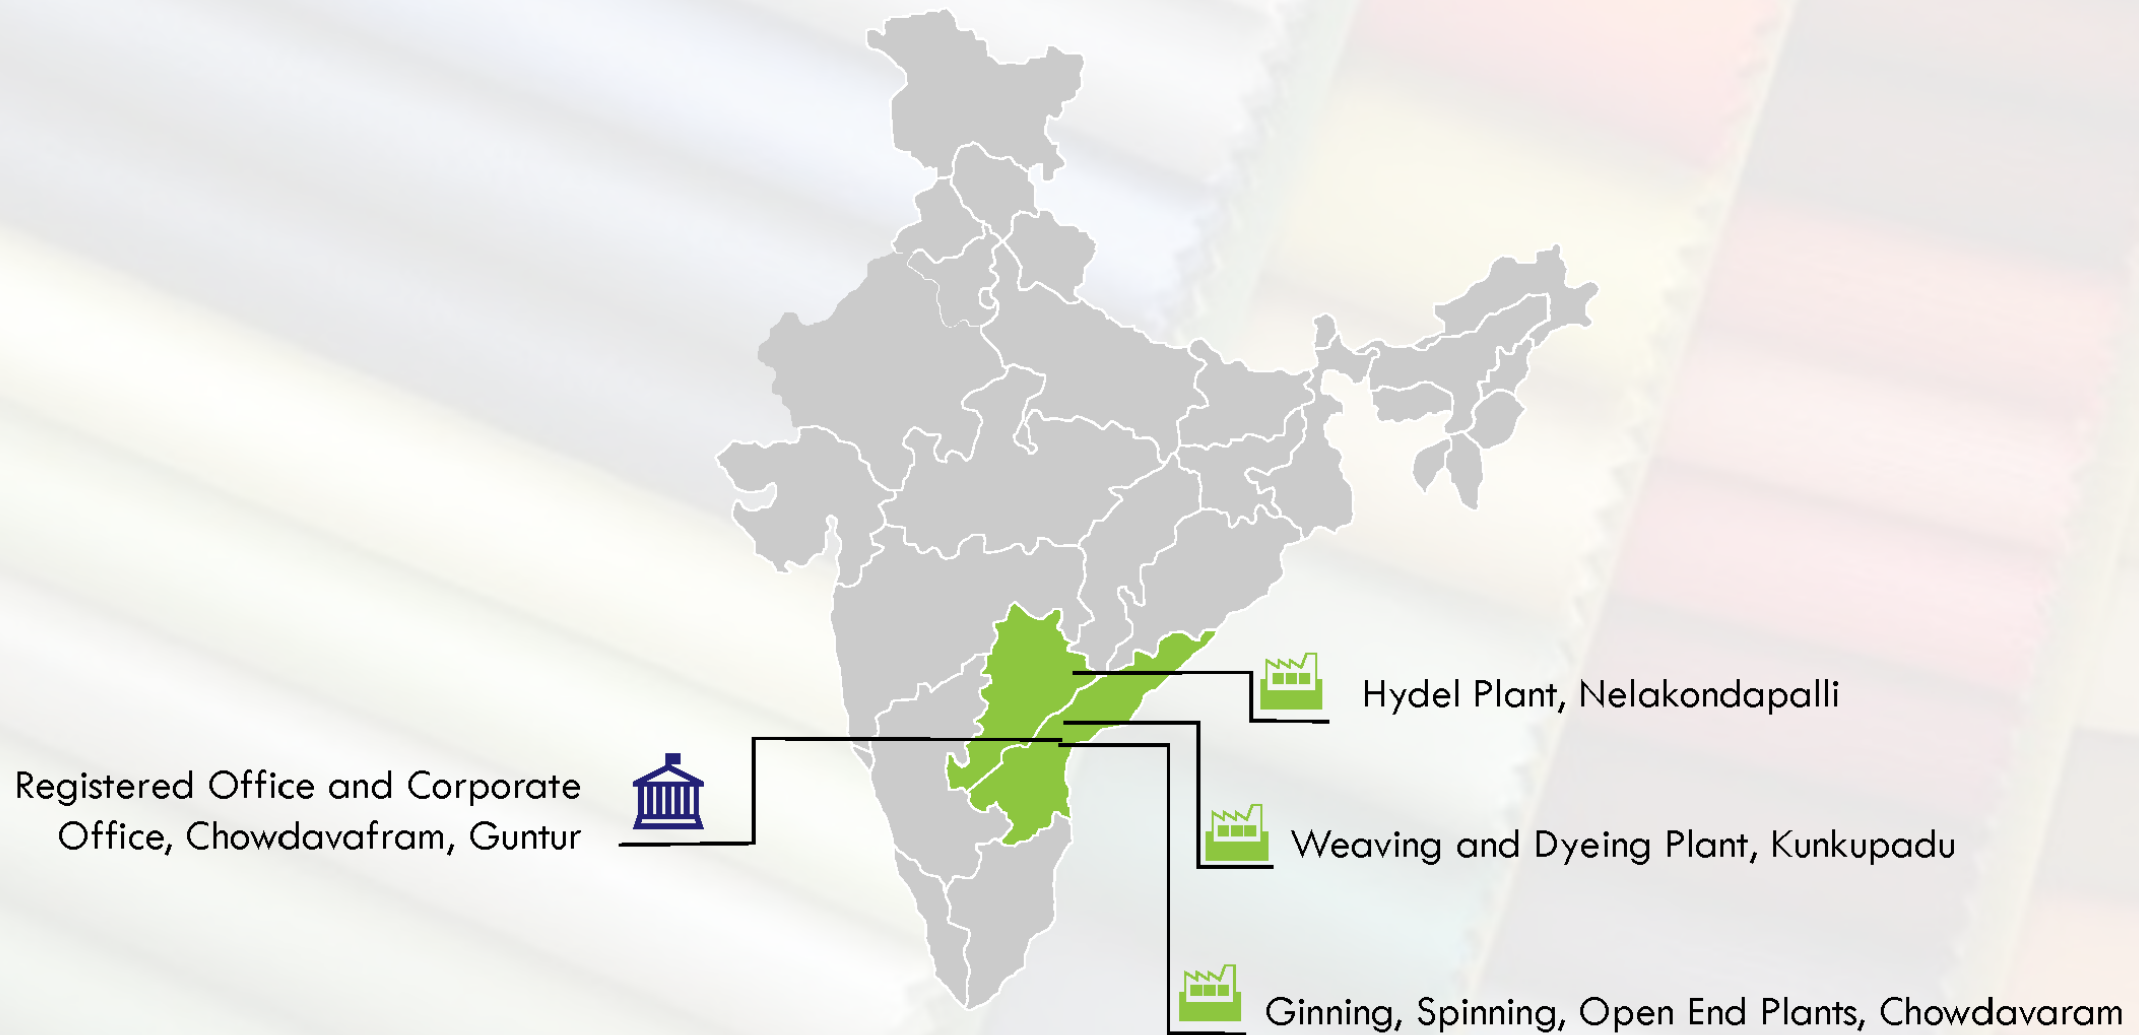 Hydel Plant, Nelakondapalli
Registered Office and Corporate
Office, Chowdavafram, Guntur
Weaving and Dyeing Plant, Kunkupadu
Ginning, Spinning, Open End Plants, Chowdavaram